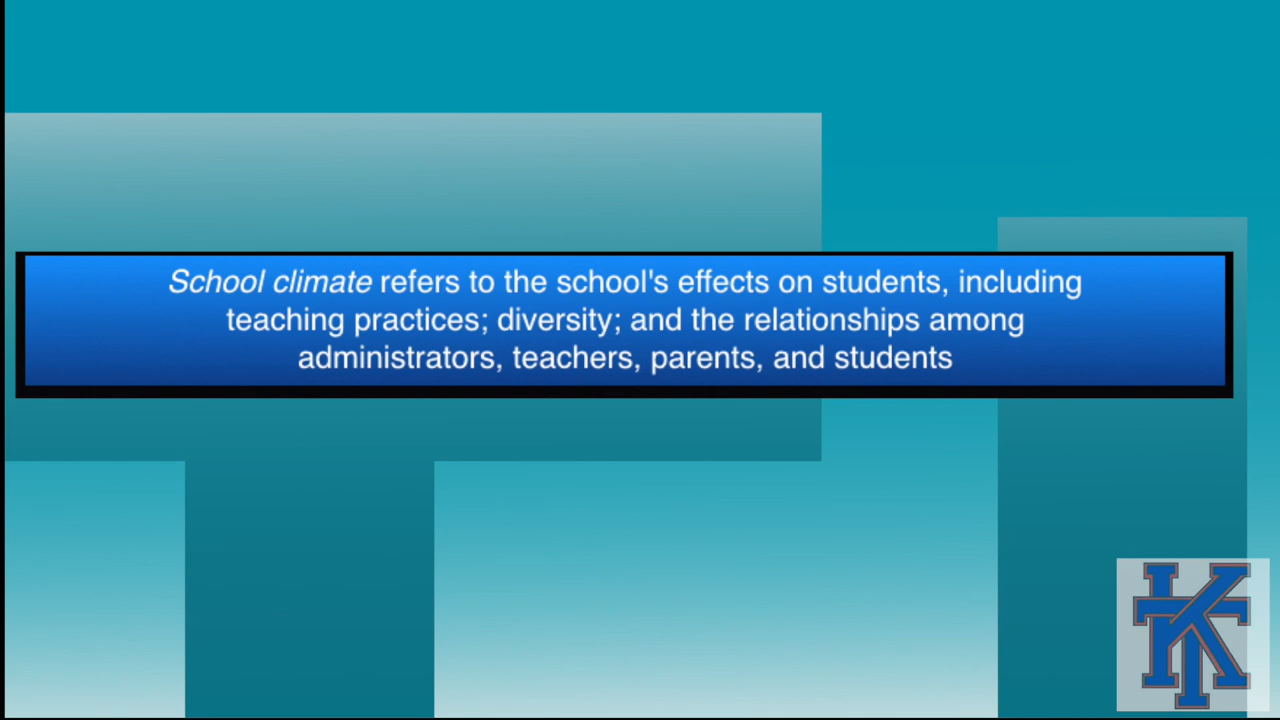 School climate refers to the school's effects on students, including
teaching practices; diversity; and the relationships among
administrators, teachers, parents, and students
KT